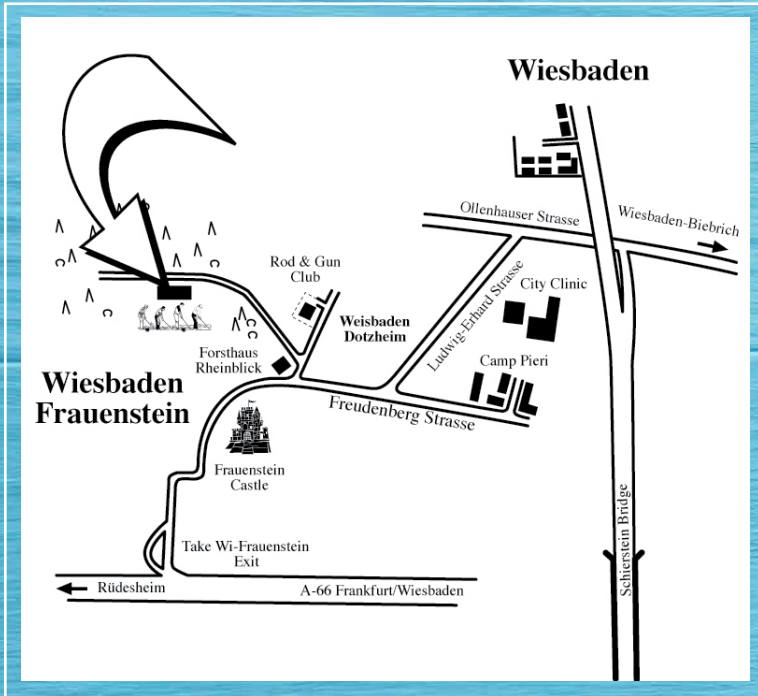 Wiesbaden
Ollenhauser Strasse
Wiesbaden-Biebrich
Rod & Gun
Club
City Clinic
Weisbaden
Dotzheim
Ludwig-Erhard Strasse
Camp Pieri
Forsthaus
Rheinblick
Wiesbaden
Frauenstein
Freudenberg Strasse
Frauenstein
Castle
Schierstein Bridge
Take Wi-Frauenstein
Exit
Rüdesheim
A-66 Frankfurt/Wiesbaden